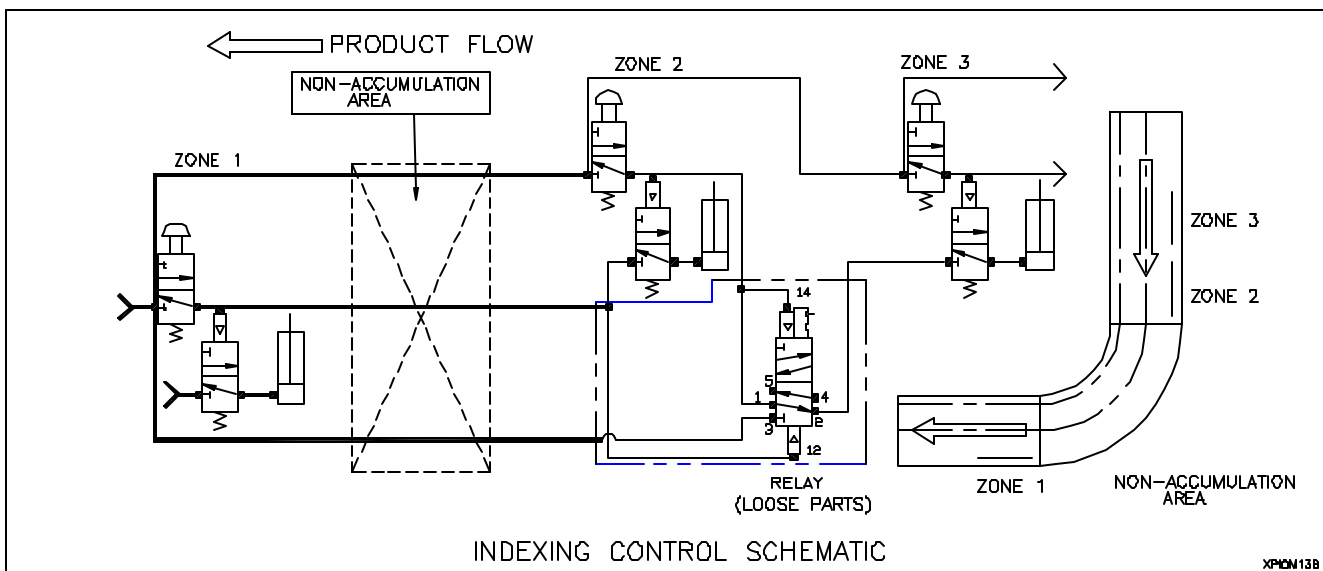 PRODUCT FLOW
NON-ACCUMULATION
AREA
ZONE 1
ZONE 2
ZONE 3
14
5
1
4
3
2
12
RELAY
(LOOSE PARTS)
ZONE 3
ZONE 2
ZONE 1
NON-ACCUMULATION
AREA
INDEXING CONTROL SCHEMATIC